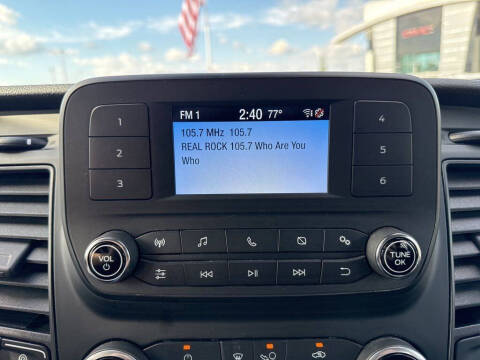 FM 1 2:40 77°
105.7 MHz 105.7
REAL ROCK 105.7 Who Are You
Who
1
2
3
4
5
6
VOL
TUNE
OK